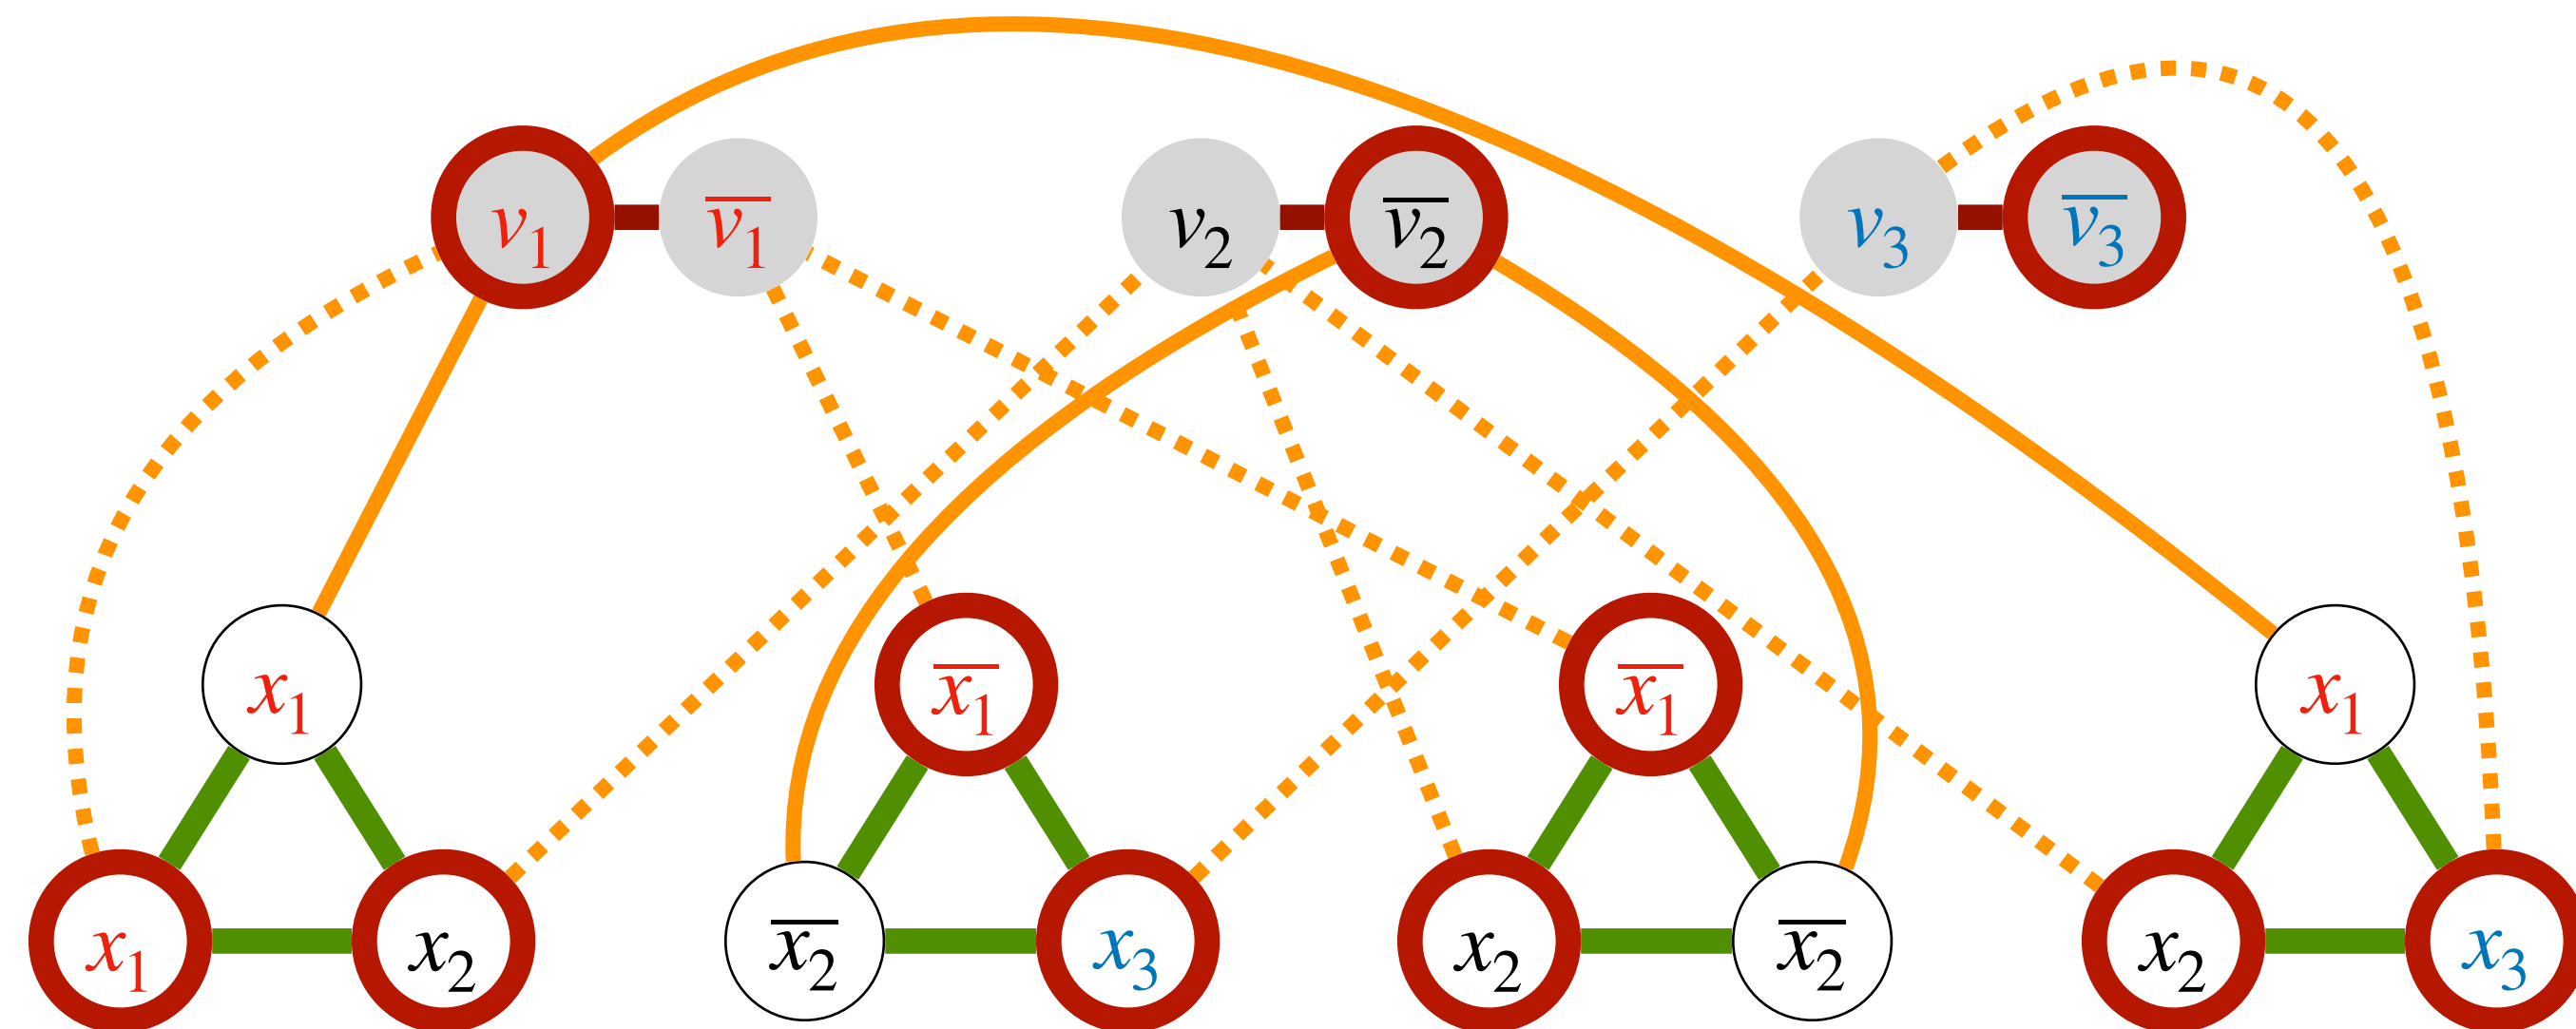 v₁ v̅₁ v₂ v̅₂ v₃ v̅₃
x₁ x̅₁ x̅₁ x₁
x₁ x₂ x̅₂ x₃ x₂ x̅₂ x₂ x₃